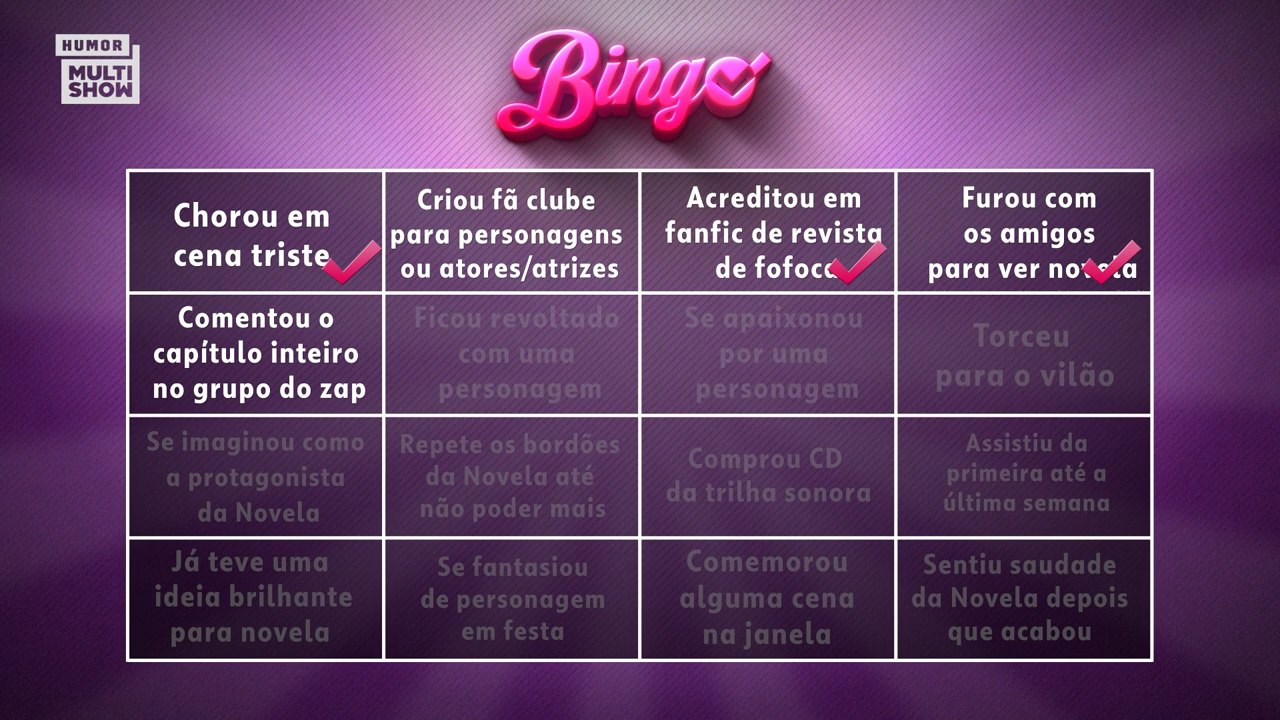 HUMOR
MULTI
SHOW
Bingo
Chorou em
cena triste
Criou fã clube
para personagens
ou atores/atrizes
Acreditou em
fanfic de revista
de fofoca
Furou com
os amigos
para ver novela
Comentou o
capítulo inteiro
no grupo do zap
Ficou revoltado
com uma
personagem
Se apaixonou
por uma
personagem
Torceu
para o vilão
Se imaginou como
a protagonista
da Novela
Repete os bordões
da Novela até
não poder mais
Comprou CD
da trilha sonora
Assistiu da
primeira até a
última semana
Já teve uma
ideia brilhante
para novela
Se fantasiou
de personagem
em festa
Comemorou
alguma cena
na janela
Sentiu saudade
da Novela depois
que acabou